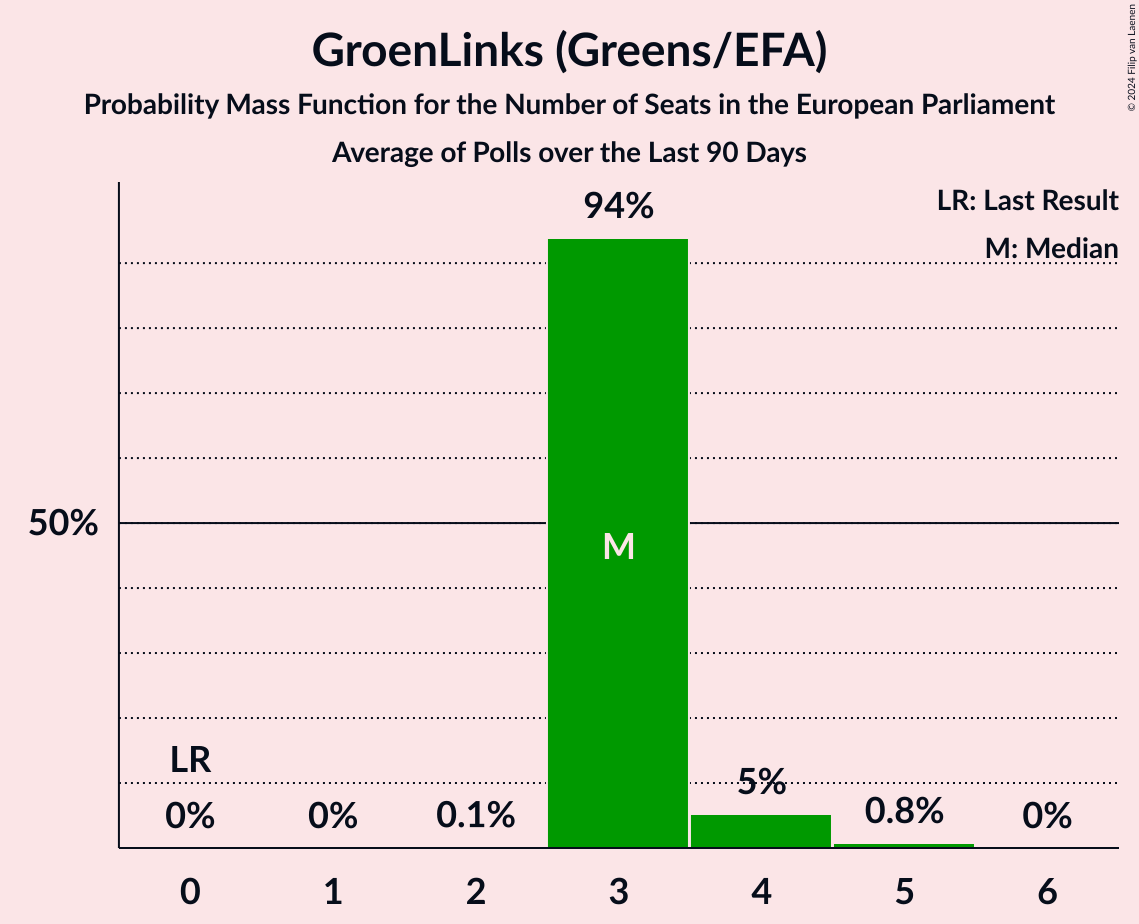 GroenLinks (Greens/EFA)
Probability Mass Function for the Number of Seats in the European Parliament
Average of Polls over the Last 90 Days
© 2024 Filip van Laenen
LR: Last Result
M: Median
94%
50%
M
LR
0%
0%
0.1%
5%
0.8%
0%
0
1
2
3
4
5
6